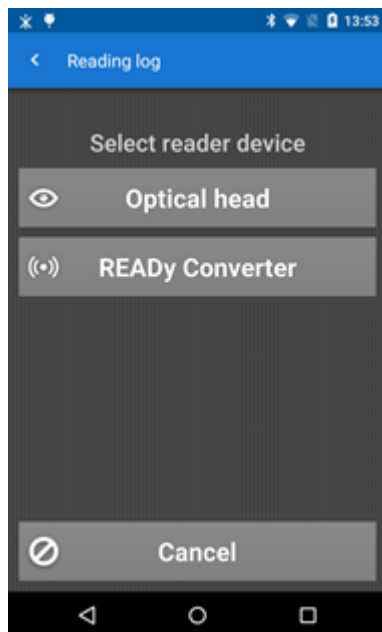 13:53
Reading log
Select reader device
Optical head
READy Converter
Cancel